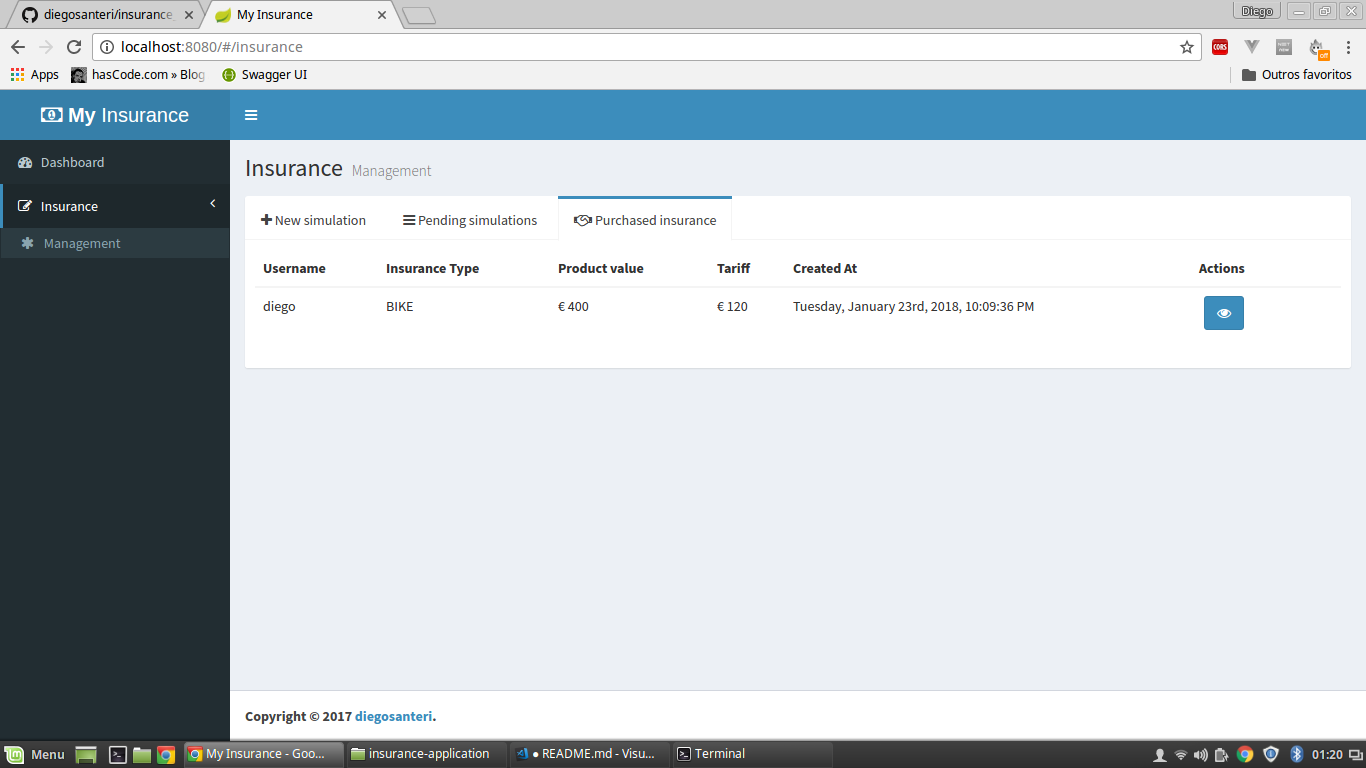 diegosanteri/insurance_
My Insurance
Diego
localhost:8080/#/Insurance
CORS
off
Apps
hasCode.com » Blog
Swagger UI
Outros favoritos
My Insurance
Dashboard
Insurance
Management
Insurance Management
New simulation
Pending simulations
Purchased insurance
Username Insurance Type Product value Tariff Created At Actions
diego BIKE € 400 € 120 Tuesday, January 23rd, 2018, 10:09:36 PM
Copyright © 2017 diegosanteri.
Menu
My Insurance - Goo...
insurance-application
● README.md - Visu...
Terminal
01:20